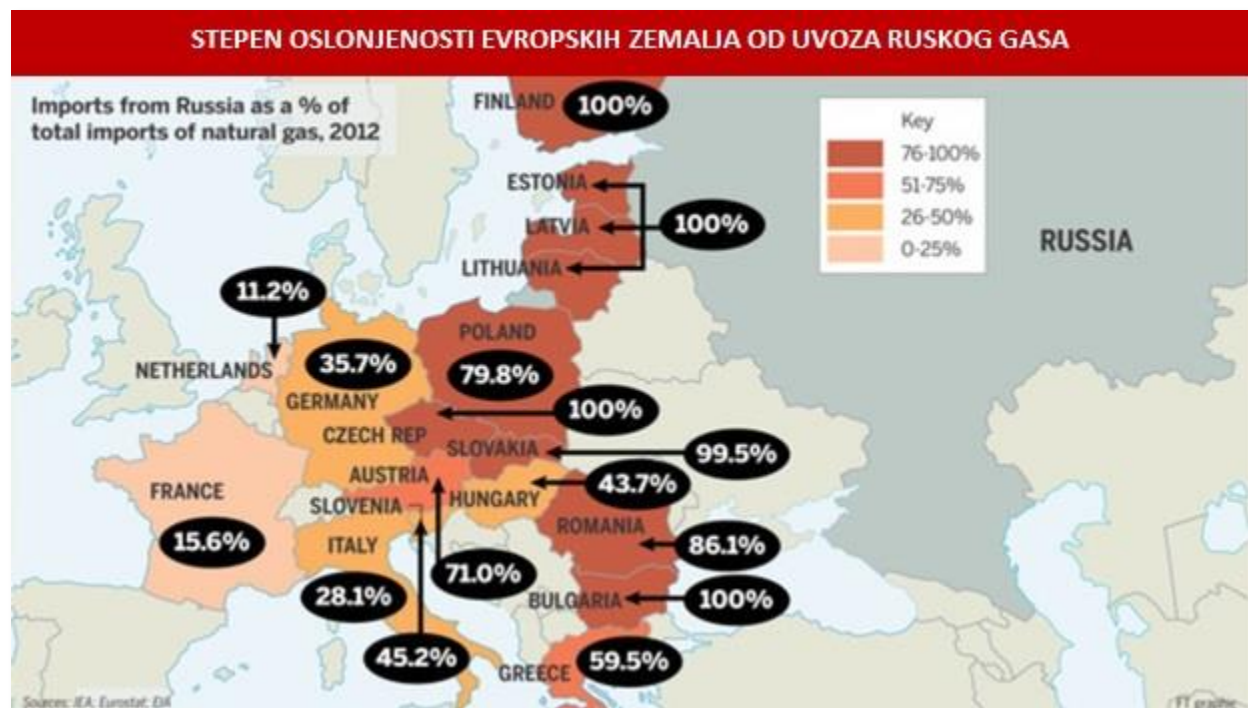 STEPEN OSLONJENOSTI EVROPSKIH ZEMALJA OD UVOZA RUSKOG GASA
Imports from Russia as a % of
total imports of natural gas, 2012
FINLAND 100%
Key
76-100%
51-75%
26-50%
0-25%
ESTONIA
LATVIA 100%
LITHUANIA
RUSSIA
11.2%
NETHERLANDS
POLAND
79.8%
35.7%
GERMANY
100%
CZECH REP
SLOVAKIA 99.5%
AUSTRIA
43.7%
HUNGARY
SLOVENIA
FRANCE
15.6%
ROMANIA
86.1%
ITALY
28.1%
71.0%
BULGARIA 100%
45.2%
GREECE 59.5%
Sources: IEA; Eurostat; EIA
FT graphic